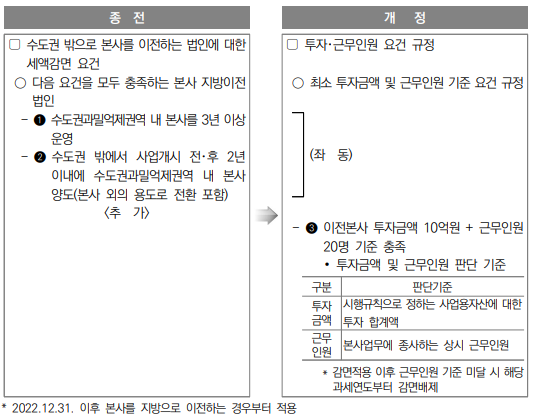 종 전
□ 수도권 밖으로 본사를 이전하는 법인에 대한
세액감면 요건
○ 다음 요건을 모두 충족하는 본사 지방이전
법인
- ❶ 수도권과밀억제권역 내 본사를 3년 이상
운영
- ❷ 수도권 밖에서 사업개시 전·후 2년
이내에 수도권과밀억제권역 내 본사
양도(본사 외의 용도로 전환 포함)
〈추 가〉
개 정
□ 투자·근무인원 요건 규정
○ 최소 투자금액 및 근무인원 기준 요건 규정
(좌 동)
- ❸ 이전본사 투자금액 10억원 + 근무인원
20명 기준 충족
• 투자금액 및 근무인원 판단 기준
구분 판단기준
투자
금액
시행규칙으로 정하는 사업용자산에 대한
투자 합계액
근무
인원
본사업무에 종사하는 상시 근무인원
* 감면적용 이후 근무인원 기준 미달 시 해당
과세연도부터 감면배제
* 2022.12.31. 이후 본사를 지방으로 이전하는 경우부터 적용